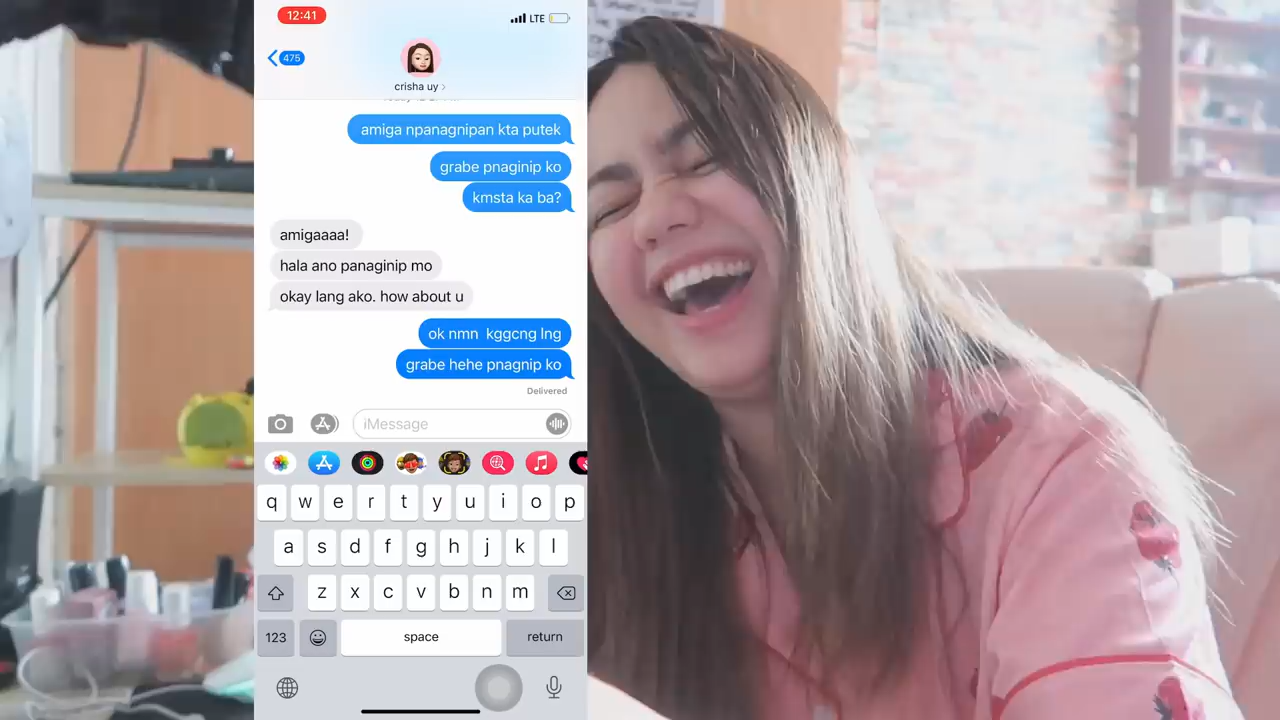 12:41
LTE
475
crisha uy
amiga npanagnipan kta putek
grabe pnaginip ko
kmsta ka ba?
amigaaaa!
hala ano panaginip mo
okay lang ako. how about u
ok nmn  kggcng lng
grabe hehe pnagnip ko
Delivered
iMessage
q w e r t y u i o p
a s d f g h j k l
z x c v b n m
123 space return